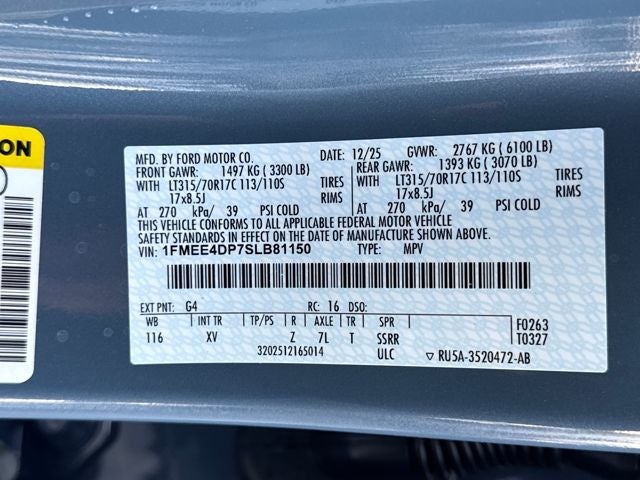 ON
MFD. BY FORD MOTOR CO. DATE: 12/25 GVWR: 2767 KG ( 6100 LB)
FRONT GAWR: 1497 KG ( 3300 LB) REAR GAWR: 1393 KG ( 3070 LB)
WITH LT315/70R17C 113/110S TIRES WITH LT315/70R17C 113/110S TIRES
17x8.5J RIMS 17x8.5J RIMS
AT 270 kPa/ 39 PSI COLD AT 270 kPa/ 39 PSI COLD
THIS VEHICLE CONFORMS TO ALL APPLICABLE FEDERAL MOTOR VEHICLE
SAFETY STANDARDS IN EFFECT ON THE DATE OF MANUFACTURE SHOWN ABOVE.
VIN: 1FMEE4DP7SLB81150 TYPE: MPV
EXT PNT: G4 RC: 16 DSO:
WB INT TR TP/PS R AXLE TR SPR F0263
116 XV Z 7L T SSRR T0327
3202512165014 ULC RU5A-3520472-AB